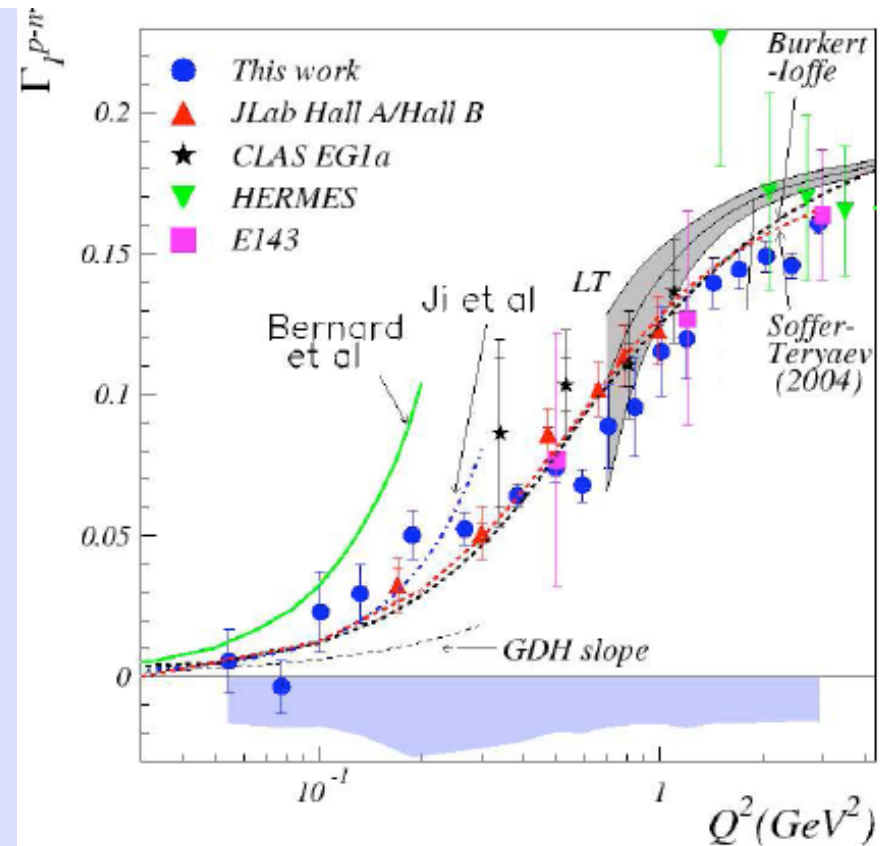 Γ₁ᵖ⁻ⁿ
This work
JLab Hall A/Hall B
CLAS EG1a
HERMES
E143
Burkert
-Ioffe
LT
Ji et al
Bernard
et al
Soffer-
Teryaev
(2004)
GDH slope
0.2
0.15
0.1
0.05
0
10⁻¹
1
Q²(GeV²)